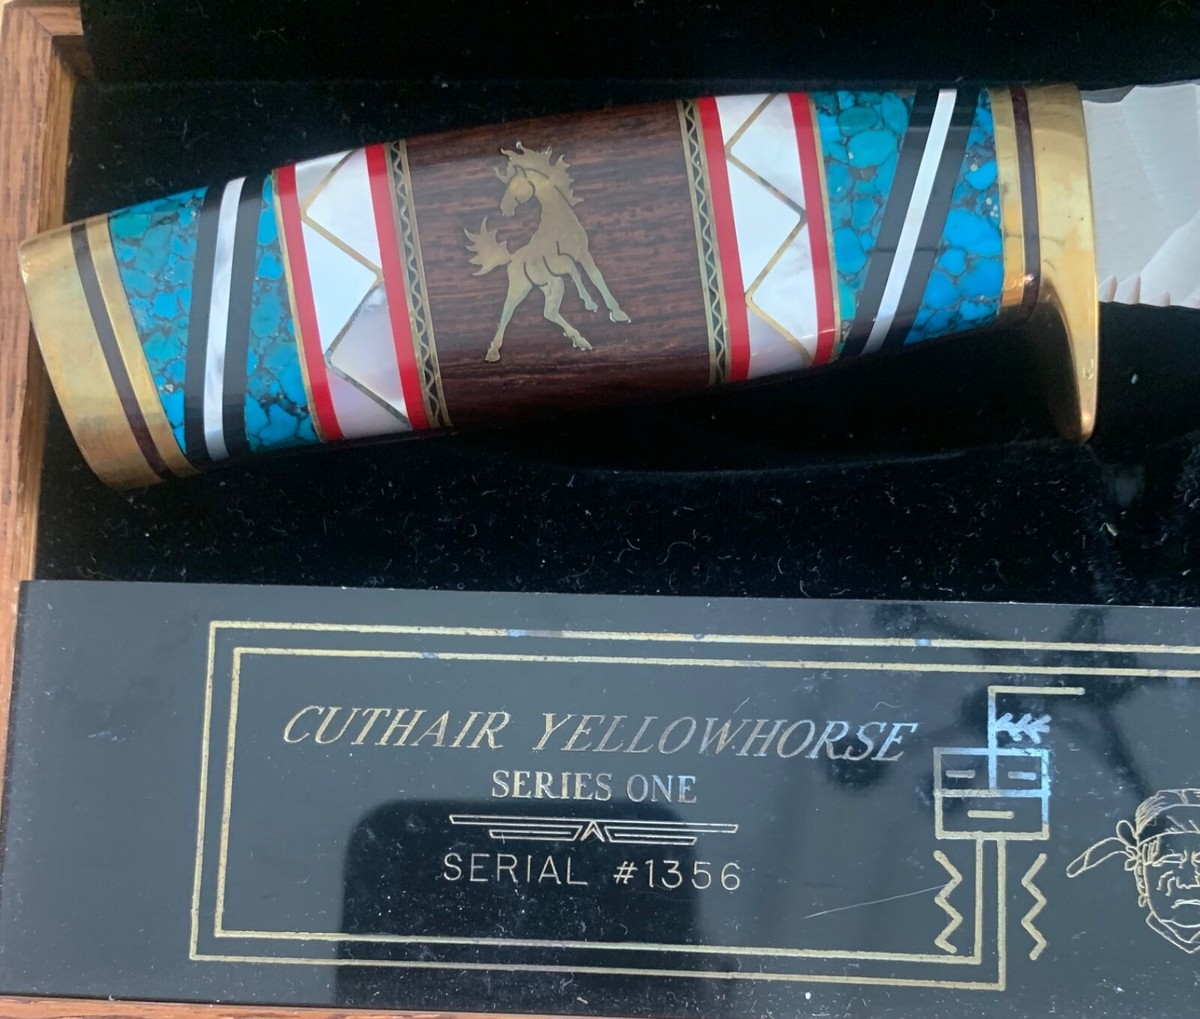 CUTHAIR YELLOWHORSE
SERIES ONE
SERIAL #1356